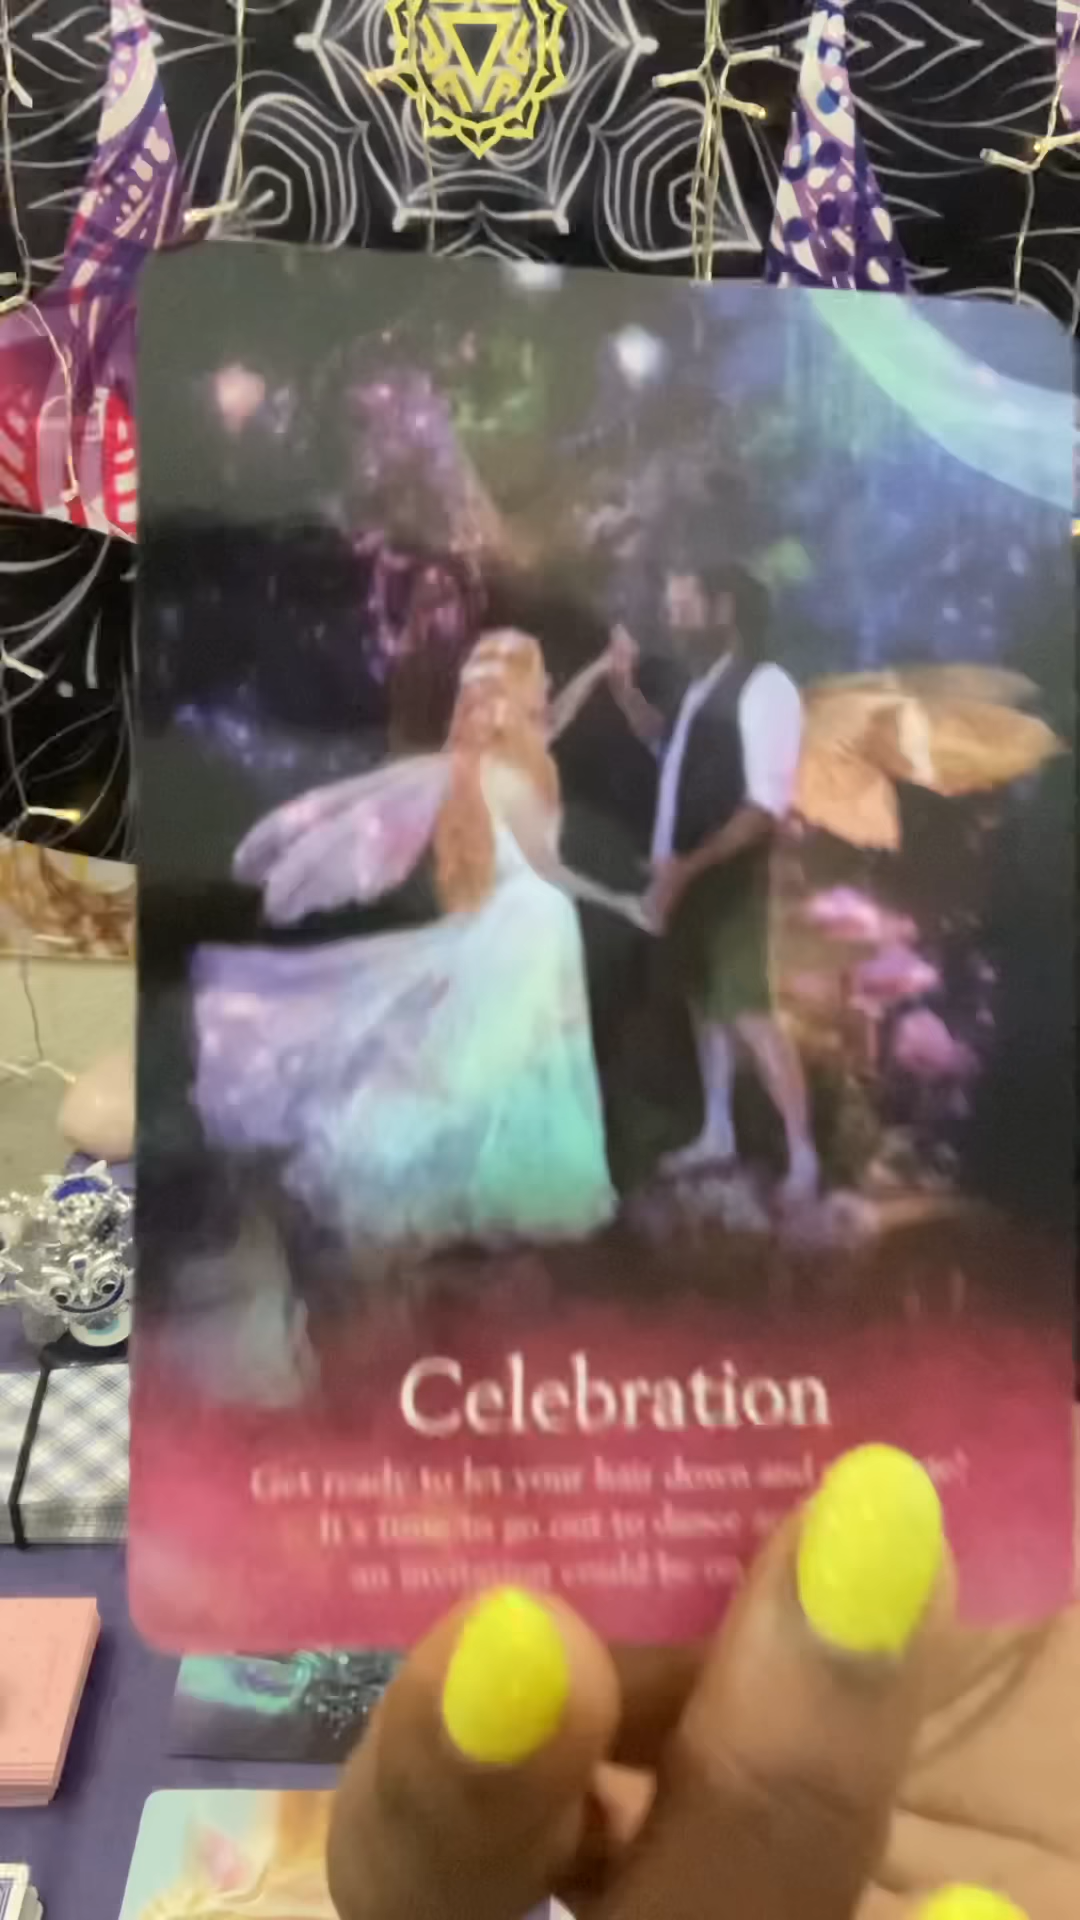 Celebration
Get ready to let your hair down and
It's time to go out to dance
an invitation could be on